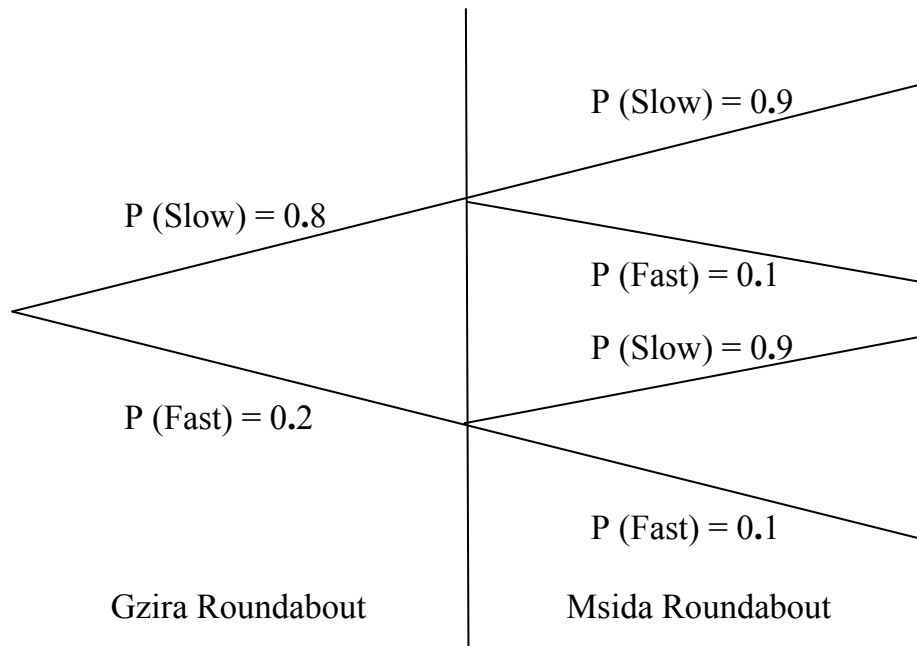 P (Slow) = 0.9
P (Slow) = 0.8
P (Fast) = 0.1
P (Slow) = 0.9
P (Fast) = 0.2
P (Fast) = 0.1
Gzira Roundabout
Msida Roundabout